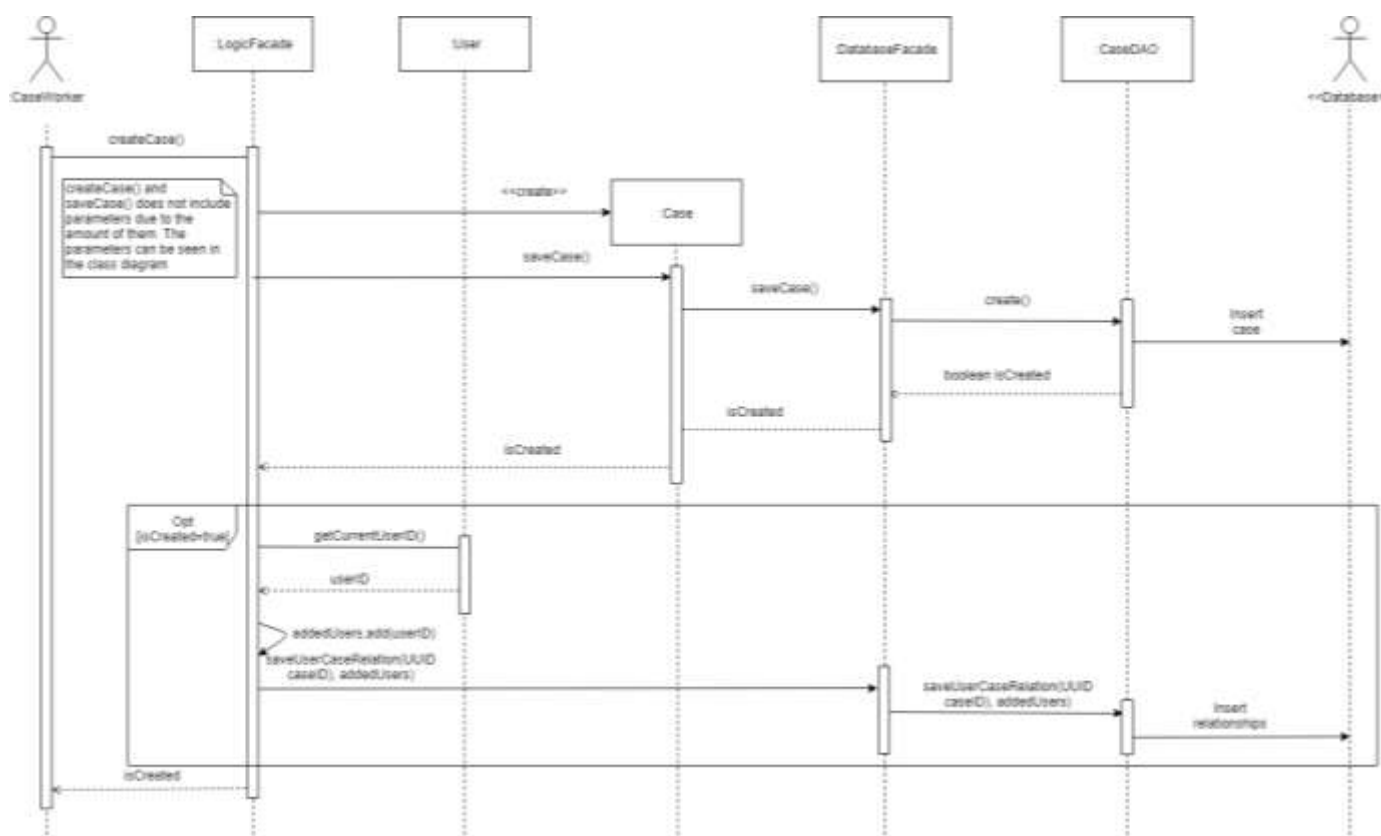 LogicFacade
User
DatabaseFacade
CaseDAO
CaseWorker
<<Database>
createCase()
createCase() and
saveCase() does not include
parameters due to the
amount of them. The
parameters can be seen in
the class diagram
<<create>>
Case
saveCase()
saveCase()
create()
Insert
case
boolean isCreated
isCreated
isCreated
Opt
[isCreated=true]
getCurrentUserID()
userID
addedUsers.add(userID)
saveUserCaseRelation(UUID
caseID), addedUsers)
saveUserCaseRelation(UUID
caseID), addedUsers)
Insert
relationships
isCreated